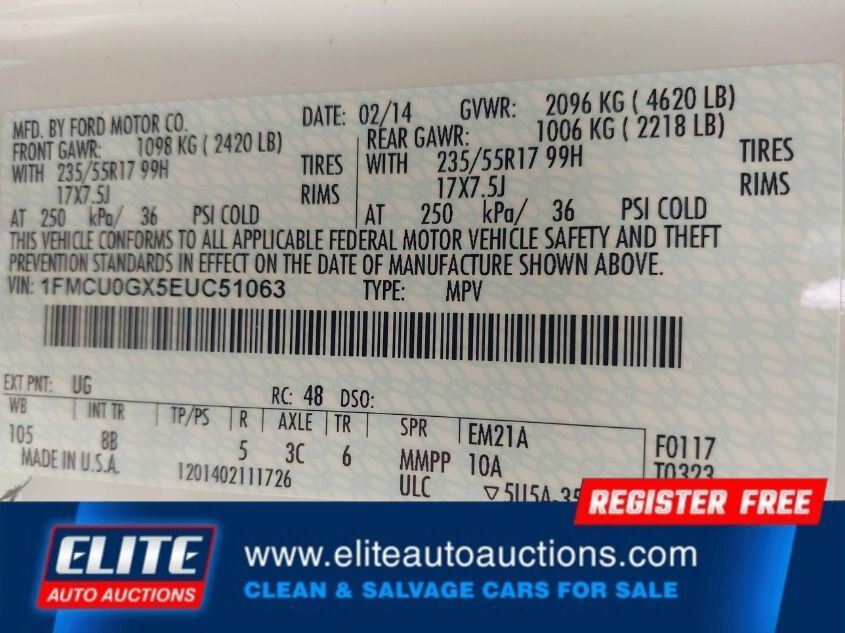 MFD. BY FORD MOTOR CO. DATE: 02/14 GVWR: 2096 KG ( 4620 LB)
FRONT GAWR: 1098 KG ( 2420 LB) REAR GAWR: 1006 KG ( 2218 LB)
WITH 235/55R17 99H TIRES WITH 235/55R17 99H TIRES
17X7.5J RIMS 17X7.5J RIMS
AT 250 kPa/ 36 PSI COLD AT 250 kPa/ 36 PSI COLD
THIS VEHICLE CONFORMS TO ALL APPLICABLE FEDERAL MOTOR VEHICLE SAFETY AND THEFT
PREVENTION STANDARDS IN EFFECT ON THE DATE OF MANUFACTURE SHOWN ABOVE.
VIN: 1FMCU0GX5EUC51063 TYPE: MPV
EXT PNT: UG RC: 48 DSO:
WB INT TR TP/PS R AXLE TR SPR EM21A F0117
105 8B 5 3C 6 MMPP 10A T0323
MADE IN U.S.A. 1201402111726 ULC ▽5U5A-35
REGISTER FREE
ELITE
AUTO AUCTIONS
www.eliteautoauctions.com
CLEAN & SALVAGE CARS FOR SALE